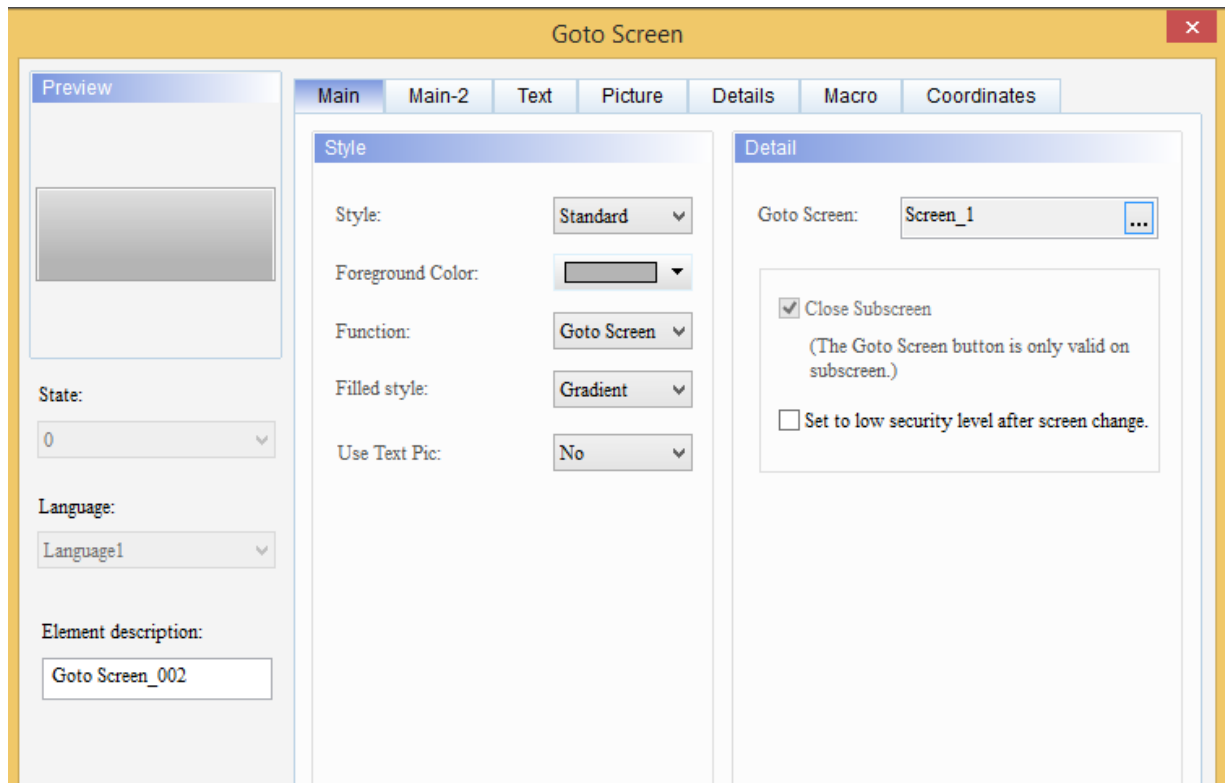 Goto Screen
Preview
State:
0
Language:
Language1
Element description:
Goto Screen_002
Main Main-2 Text Picture Details Macro Coordinates
Style
Style: Standard
Foreground Color:
Function: Goto Screen
Filled style: Gradient
Use Text Pic: No
Detail
Goto Screen: Screen_1 ...
Close Subscreen
(The Goto Screen button is only valid on
subscreen.)
Set to low security level after screen change.